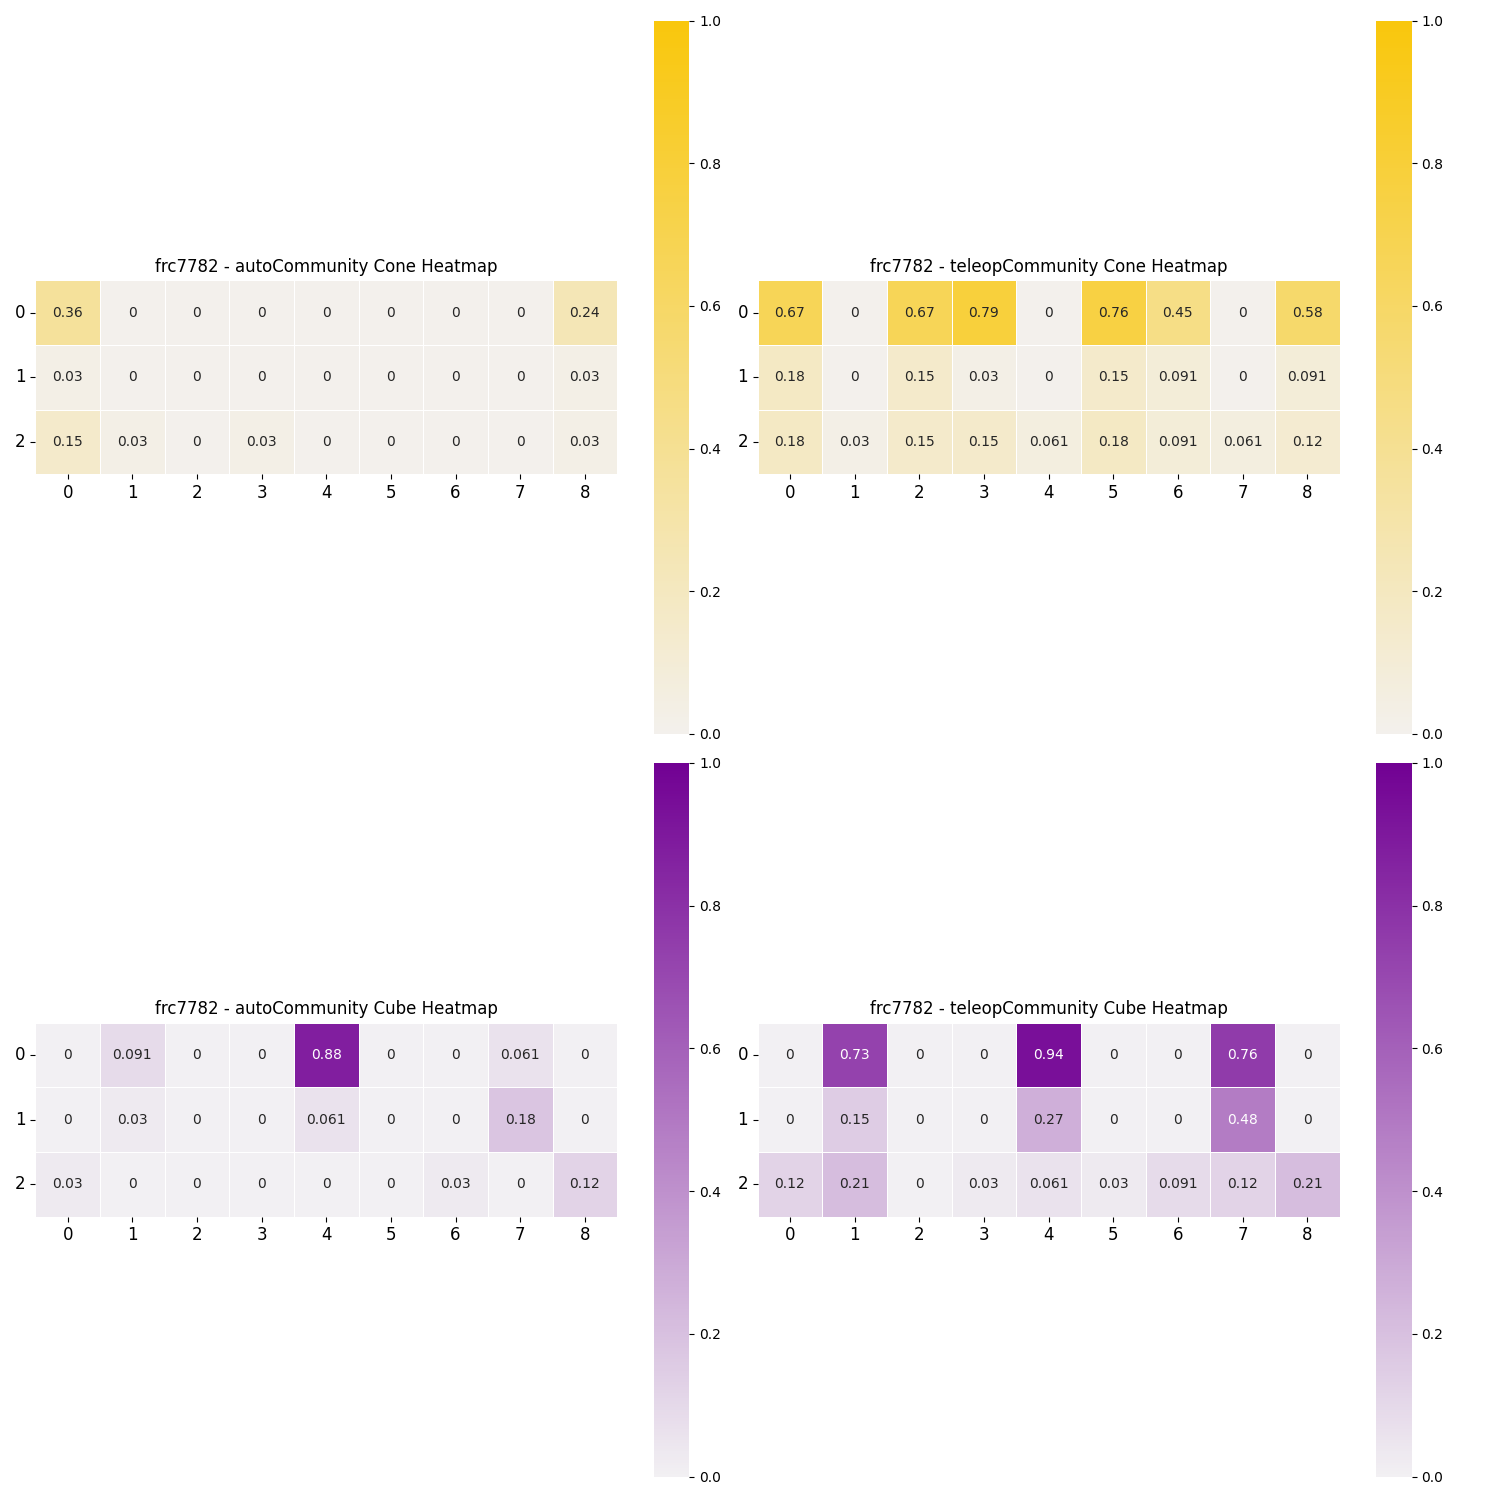 frc7782 - autoCommunity Cone Heatmap
0 0.36 0 0 0 0 0 0 0 0.24
1 0.03 0 0 0 0 0 0 0 0.03
2 0.15 0.03 0 0.03 0 0 0 0 0.03
0 1 2 3 4 5 6 7 8
1.0
0.8
0.6
0.4
0.2
0.0
frc7782 - teleopCommunity Cone Heatmap
0 0.67 0 0.67 0.79 0 0.76 0.45 0 0.58
1 0.18 0 0.15 0.03 0 0.15 0.091 0 0.091
2 0.18 0.03 0.15 0.15 0.061 0.18 0.091 0.061 0.12
0 1 2 3 4 5 6 7 8
1.0
0.8
0.6
0.4
0.2
0.0
frc7782 - autoCommunity Cube Heatmap
0 0 0.091 0 0 0.88 0 0 0.061 0
1 0 0.03 0 0 0.061 0 0 0.18 0
2 0.03 0 0 0 0 0 0.03 0 0.12
0 1 2 3 4 5 6 7 8
1.0
0.8
0.6
0.4
0.2
0.0
frc7782 - teleopCommunity Cube Heatmap
0 0 0.73 0 0 0.94 0 0 0.76 0
1 0 0.15 0 0 0.27 0 0 0.48 0
2 0.12 0.21 0 0.03 0.061 0.03 0.091 0.12 0.21
0 1 2 3 4 5 6 7 8
1.0
0.8
0.6
0.4
0.2
0.0